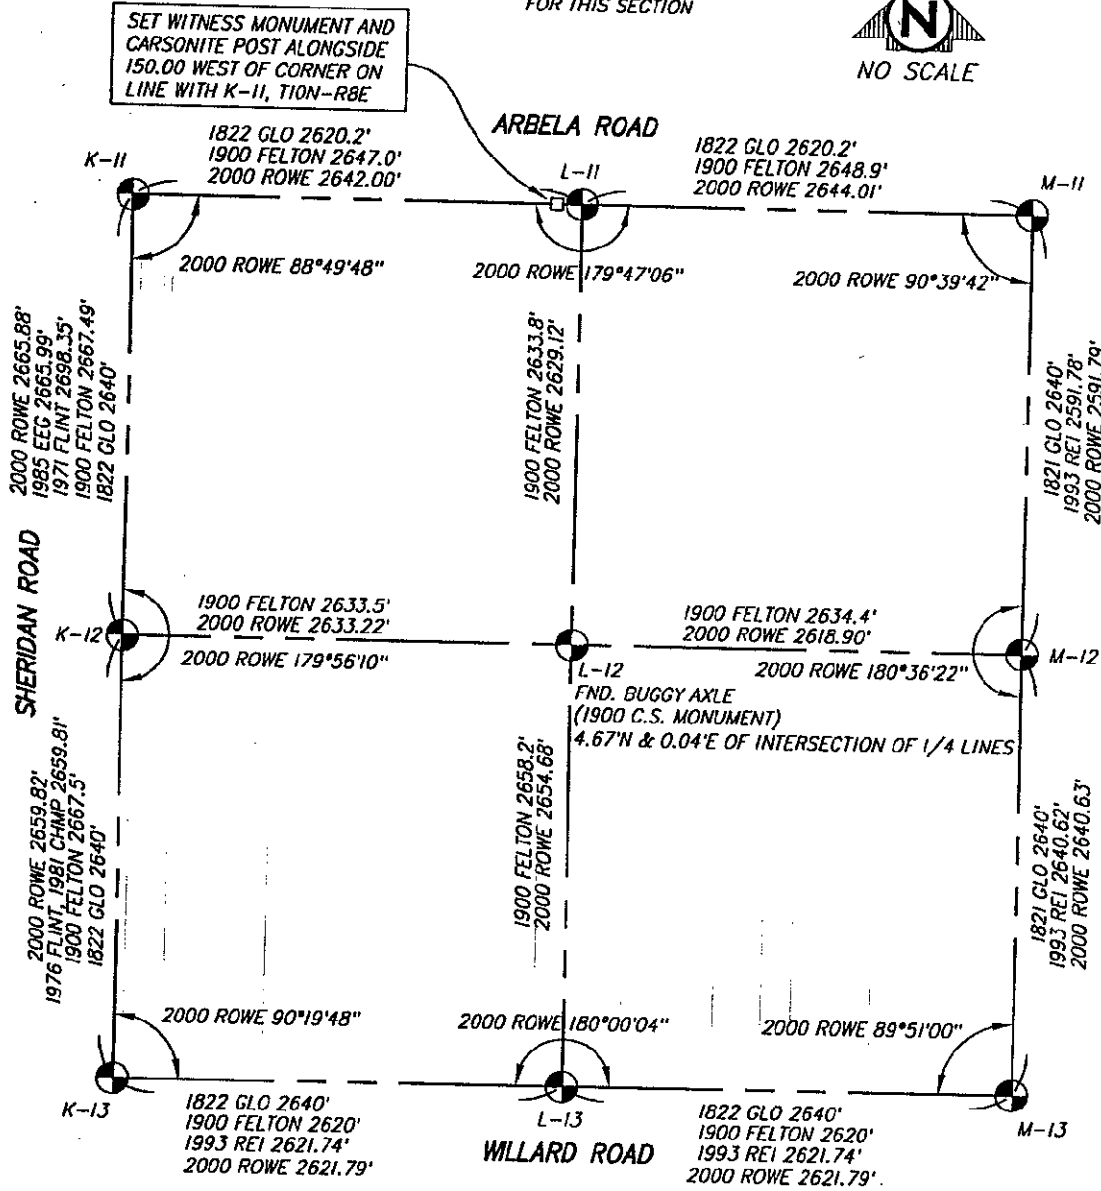 FOR THIS SECTION
N
NO SCALE
SET WITNESS MONUMENT AND
CARSONITE POST ALONGSIDE
150.00 WEST OF CORNER ON
LINE WITH K-11, T10N-R8E
ARBELA ROAD
K-11
1822 GLO 2620.2'
1900 FELTON 2647.0'
2000 ROWE 2642.00'
L-11
1822 GLO 2620.2'
1900 FELTON 2648.9'
2000 ROWE 2644.01'
M-11
2000 ROWE 88°49'48"
2000 ROWE 179°47'06"
2000 ROWE 90°39'42"
2000 ROWE 2665.88'
1985 EEG 2665.99'
1971 FLINT 2698.35'
1900 FELTON 2667.49'
1822 GLO 2640'
1900 FELTON 2633.8'
2000 ROWE 2629.12'
1821 GLO 2640'
1993 REI 2591.78'
2000 ROWE 2591.79'
SHERIDAN ROAD
K-12
1900 FELTON 2633.5'
2000 ROWE 2633.22'
2000 ROWE 179°56'10"
1900 FELTON 2634.4'
2000 ROWE 2618.90'
2000 ROWE 180°36'22"
M-12
L-12
FND. BUGGY AXLE
(1900 C.S. MONUMENT)
4.67'N & 0.04'E OF INTERSECTION OF 1/4 LINES
2000 ROWE 2659.82'
1976 FLINT, 1981 CHMP 2659.81'
1900 FELTON 2667.5'
1822 GLO 2640'
1900 FELTON 2658.2'
2000 ROWE 2654.68'
1821 GLO 2640'
1993 REI 2640.62'
2000 ROWE 2640.63'
2000 ROWE 90°19'48"
2000 ROWE 180°00'04"
2000 ROWE 89°51'00"
K-13
1822 GLO 2640'
1900 FELTON 2620'
1993 REI 2621.74'
2000 ROWE 2621.79'
L-13
WILLARD ROAD
1822 GLO 2640'
1900 FELTON 2620'
1993 REI 2621.74'
2000 ROWE 2621.79'.
M-13